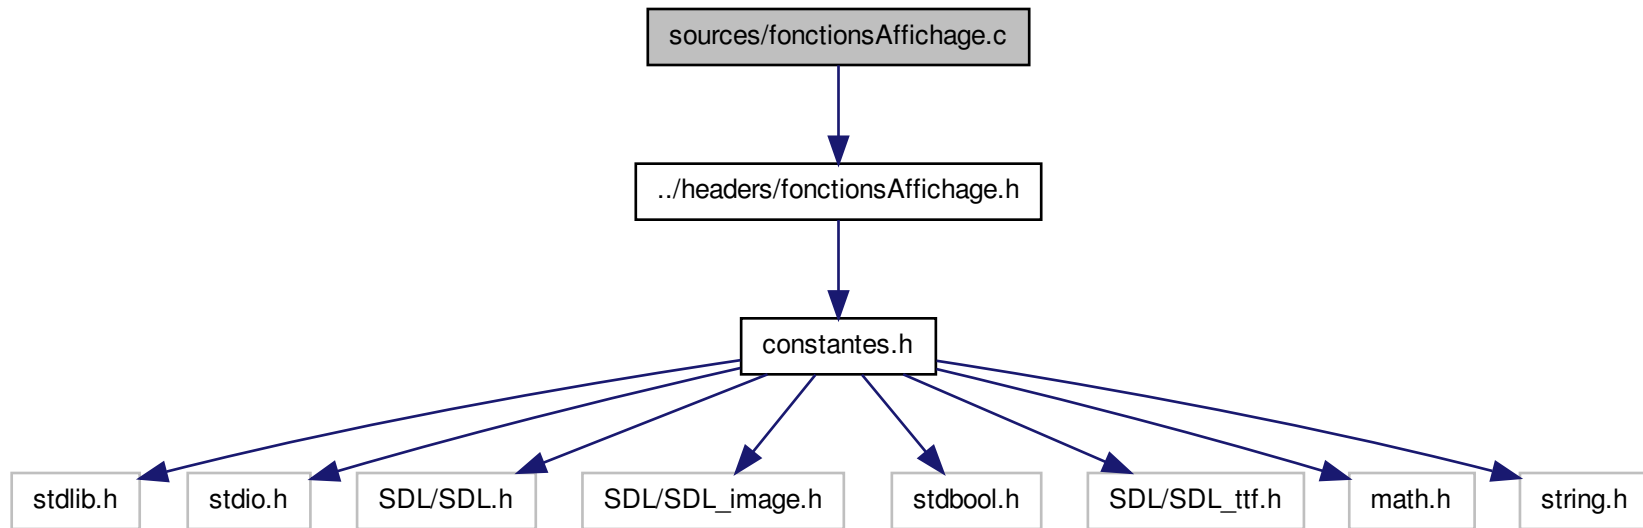 sources/fonctionsAffichage.c
../headers/fonctionsAffichage.h
constantes.h
stdlib.h
stdio.h
SDL/SDL.h
SDL/SDL_image.h
stdbool.h
SDL/SDL_ttf.h
math.h
string.h